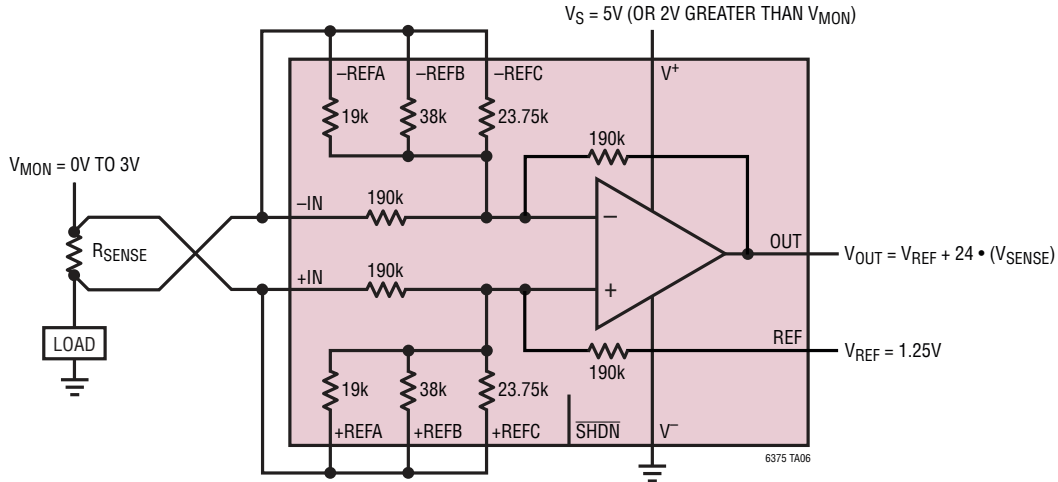 V_S = 5V (OR 2V GREATER THAN V_MON)
–REFA –REFB –REFC V⁺
19k 38k 23.75k
190k
V_MON = 0V TO 3V
190k
–IN
–
R_SENSE
OUT
V_OUT = V_REF + 24 • (V_SENSE)
190k
+IN
+
LOAD
REF
V_REF = 1.25V
190k
19k 38k 23.75k
+REFA +REFB +REFC SHDN V⁻
6375 TA06